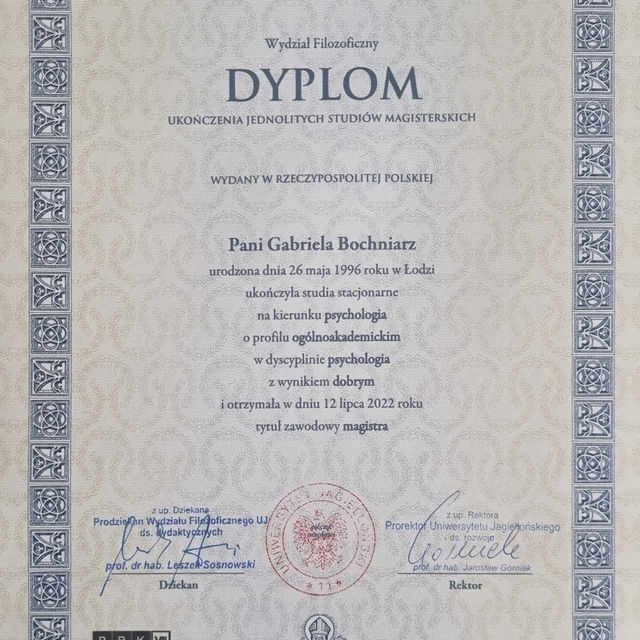 Wydział Filozoficzny
DYPLOM
UKOŃCZENIA JEDNOLITYCH STUDIÓW MAGISTERSKICH
WYDANY W RZECZYPOSPOLITEJ POLSKIEJ
Pani Gabriela Bochniarz
urodzona dnia 26 maja 1996 roku w Łodzi
ukończyła studia stacjonarne
na kierunku psychologia
o profilu ogólnoakademickim
w dyscyplinie psychologia
z wynikiem dobrym
i otrzymała w dniu 12 lipca 2022 roku
tytuł zawodowy magistra
z up. Dziekana
Prodziekan Wydziału Filozoficznego UJ
ds. dydaktycznych
prof. dr hab. Leszek Sosnowski
Dziekan
UNIWERSYTET JAGIELLOŃSKI
* 11 *
z up. Rektora
Prorektor Uniwersytetu Jagiellońskiego
ds. rozwoju
prof. dr hab. Jarosław Górniak
Rektor